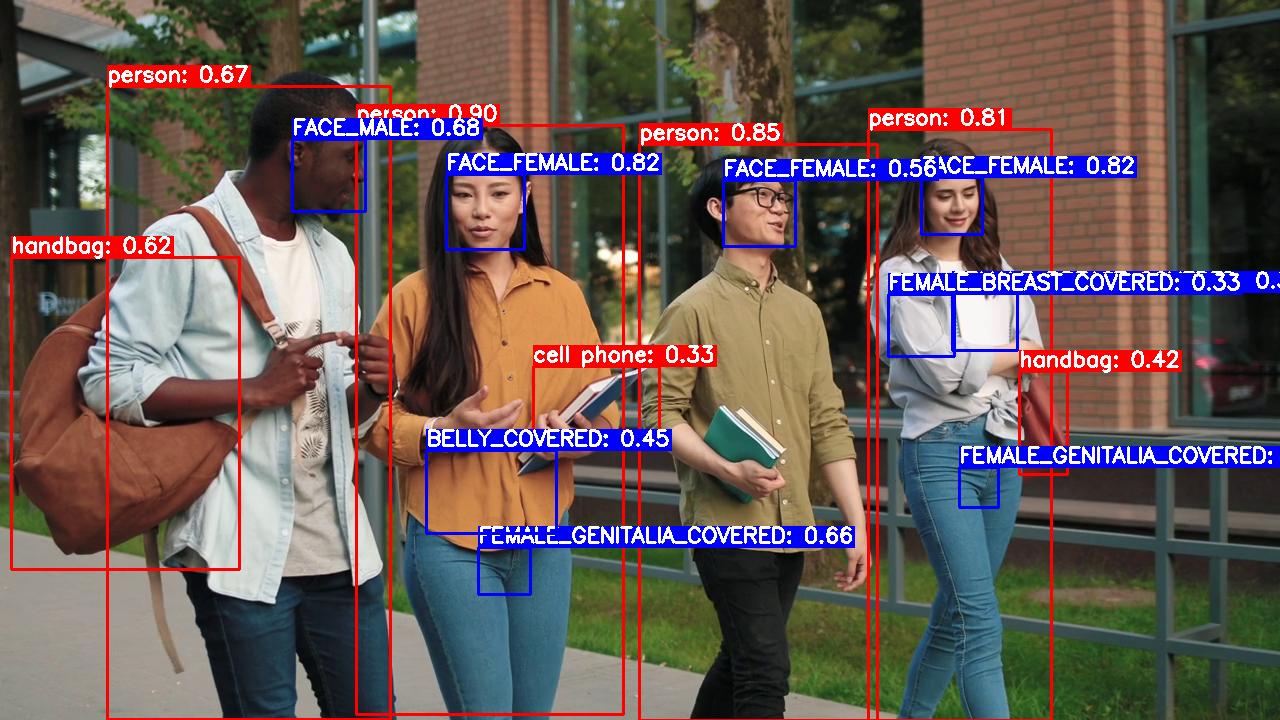 person: 0.67
person: 0.90
FACE_MALE: 0.68
person: 0.85
person: 0.81
FACE_FEMALE: 0.82
FACE_FEMALE: 0.56
FACE_FEMALE: 0.82
handbag: 0.62
FEMALE_BREAST_COVERED: 0.33
cell phone: 0.33
handbag: 0.42
BELLY_COVERED: 0.45
FEMALE_GENITALIA_COVERED:
FEMALE_GENITALIA_COVERED: 0.66